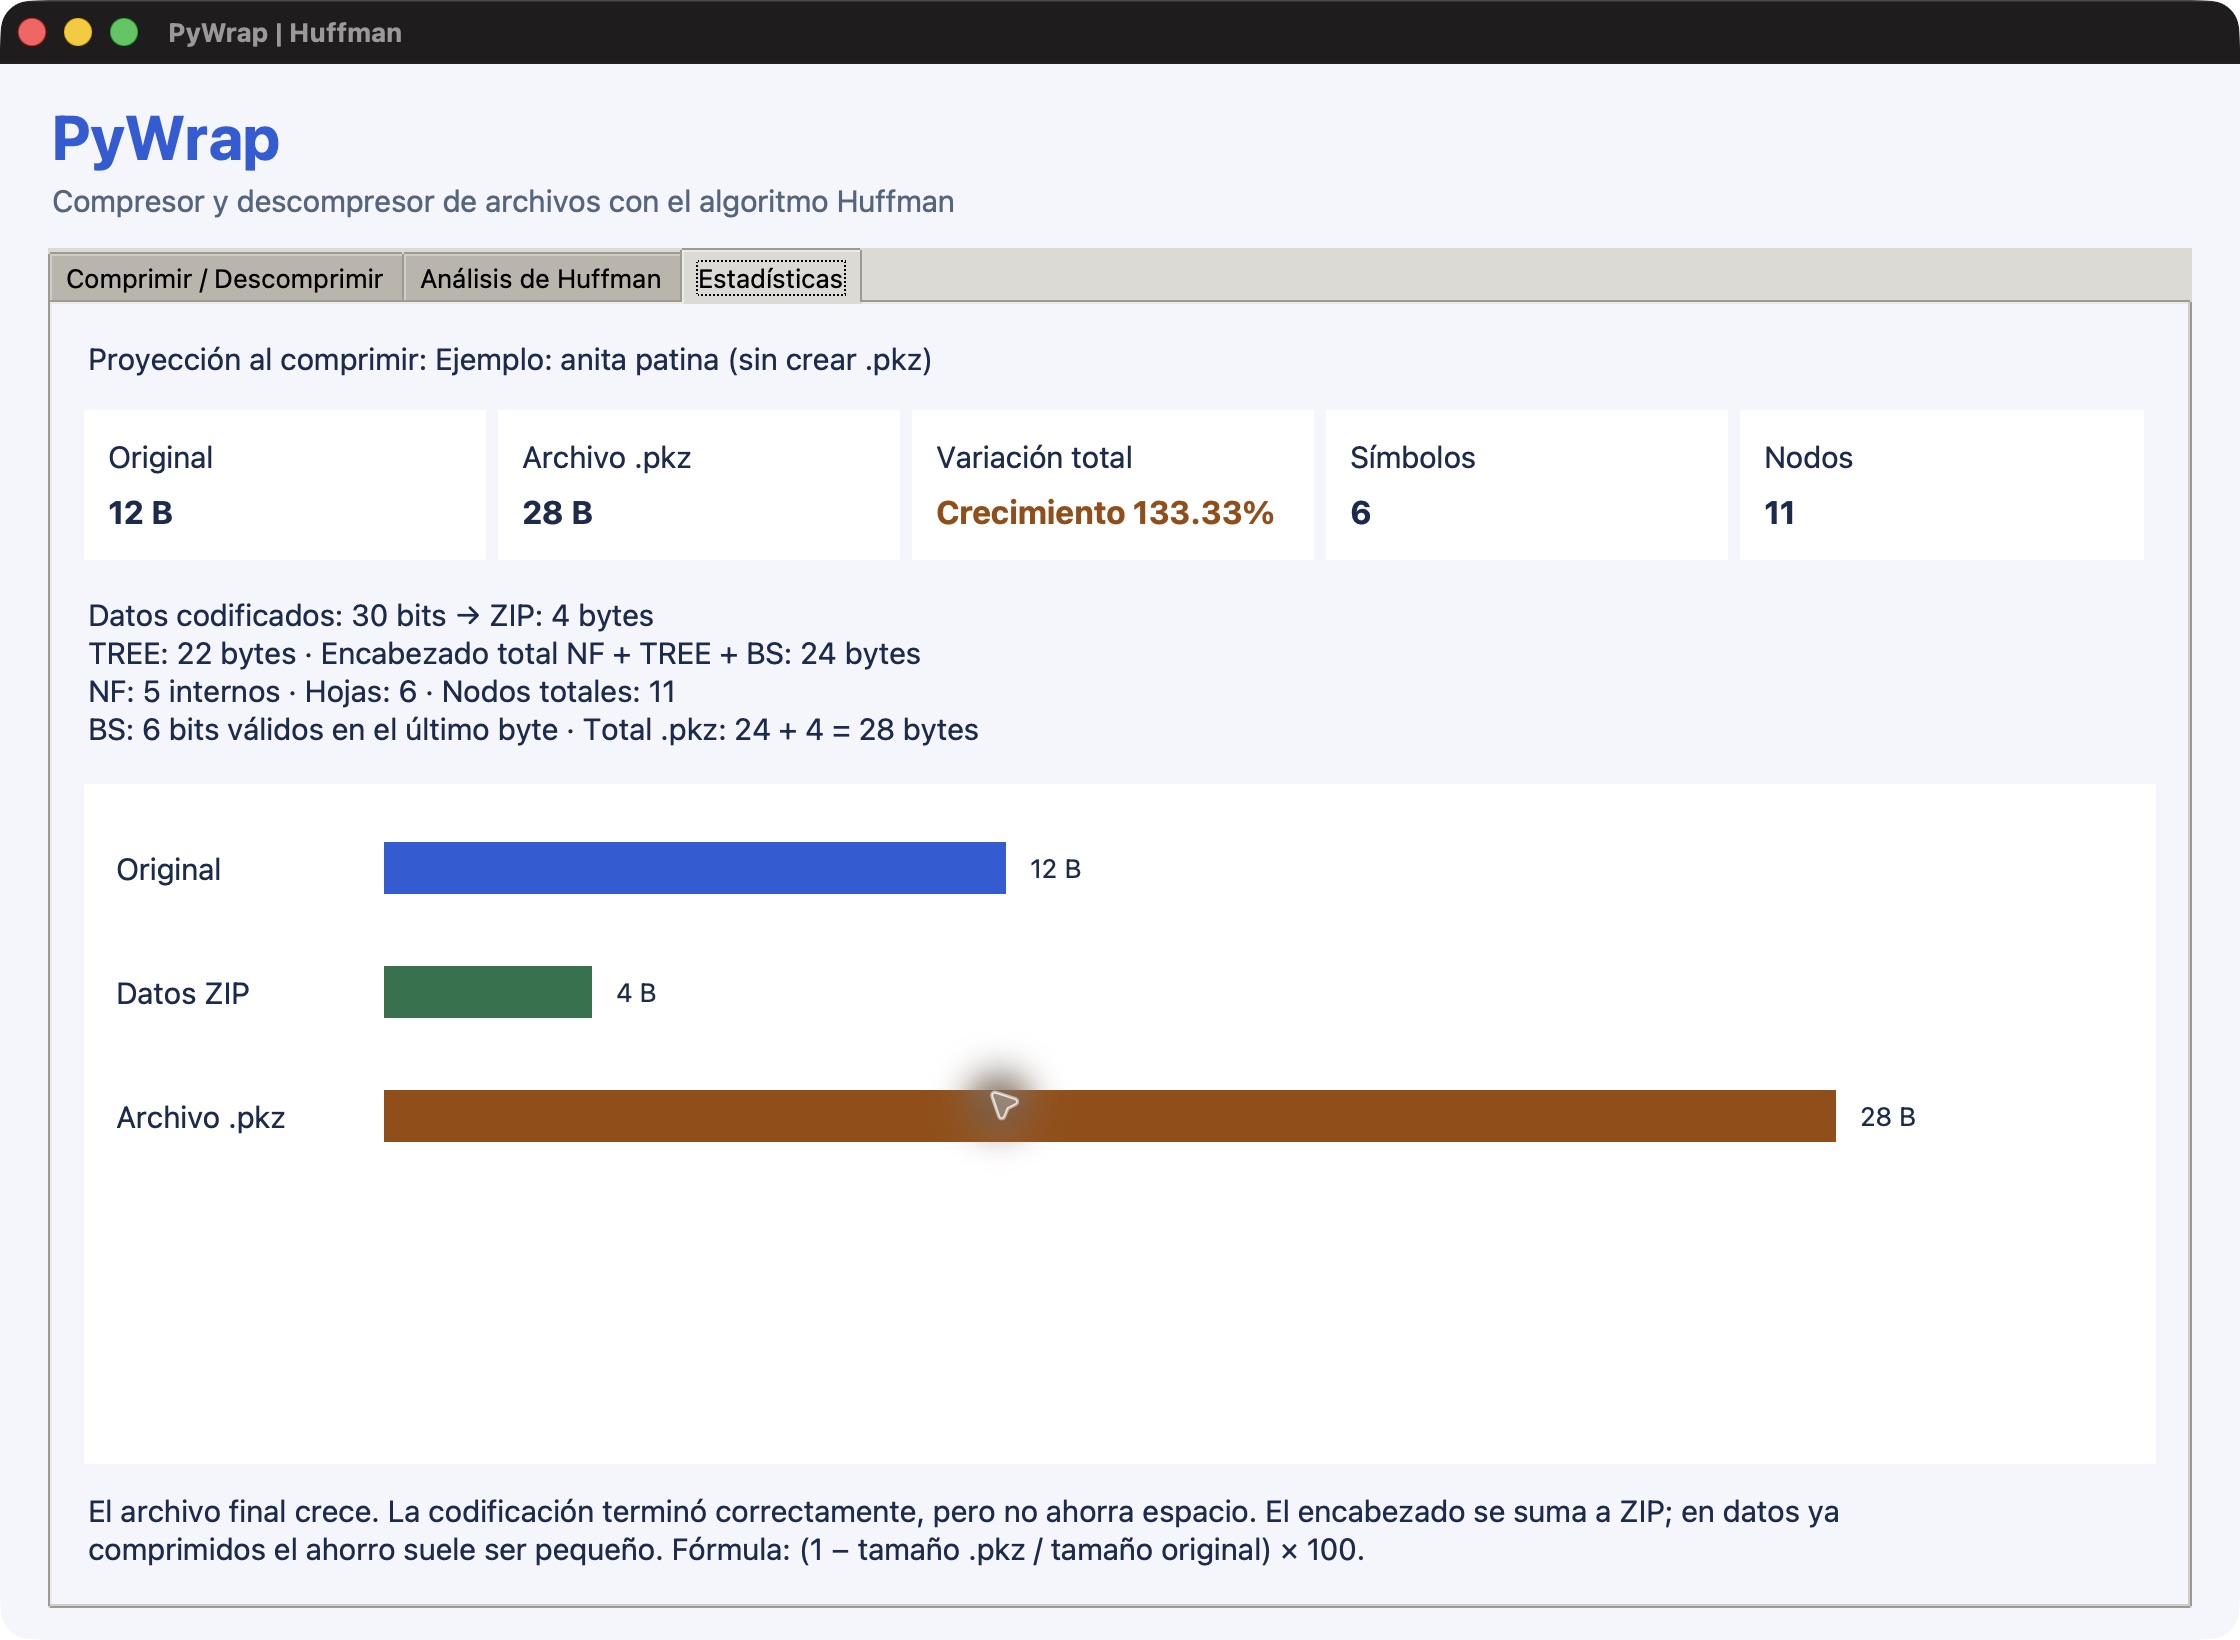 PyWrap | Huffman
PyWrap
Compresor y descompresor de archivos con el algoritmo Huffman
Comprimir / Descomprimir
Análisis de Huffman
Estadísticas
Proyección al comprimir: Ejemplo: anita patina (sin crear .pkz)
Original
12 B
Archivo .pkz
28 B
Variación total
Crecimiento 133.33%
Símbolos
6
Nodos
11
Datos codificados: 30 bits → ZIP: 4 bytes
TREE: 22 bytes · Encabezado total NF + TREE + BS: 24 bytes
NF: 5 internos · Hojas: 6 · Nodos totales: 11
BS: 6 bits válidos en el último byte · Total .pkz: 24 + 4 = 28 bytes
Original
12 B
Datos ZIP
4 B
Archivo .pkz
28 B
El archivo final crece. La codificación terminó correctamente, pero no ahorra espacio. El encabezado se suma a ZIP; en datos ya
comprimidos el ahorro suele ser pequeño. Fórmula: (1 – tamaño .pkz / tamaño original) × 100.